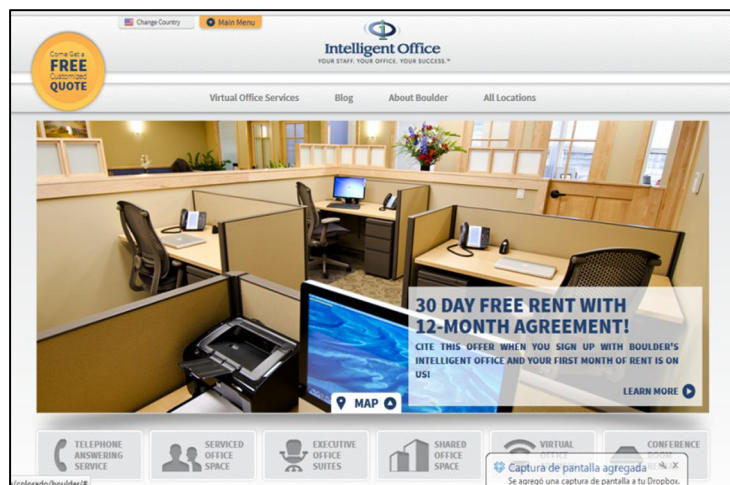 Change Country
Main Menu
Come Get a
FREE
Customized
QUOTE
Intelligent Office
YOUR STAFF. YOUR OFFICE. YOUR SUCCESS.™
Virtual Office Services
Blog
About Boulder
All Locations
30 DAY FREE RENT WITH
12-MONTH AGREEMENT!
CITE THIS OFFER WHEN YOU SIGN UP WITH BOULDER'S
INTELLIGENT OFFICE AND YOUR FIRST MONTH OF RENT IS ON
US!
LEARN MORE
MAP
TELEPHONE
ANSWERING
SERVICE
SERVICED
OFFICE
SPACE
EXECUTIVE
OFFICE
SUITES
SHARED
OFFICE
SPACE
VIRTUAL
CONFERENCE
Captura de pantalla agregada
Se agregó una captura de pantalla a tu Dropbox.
/colorado/boulder/#